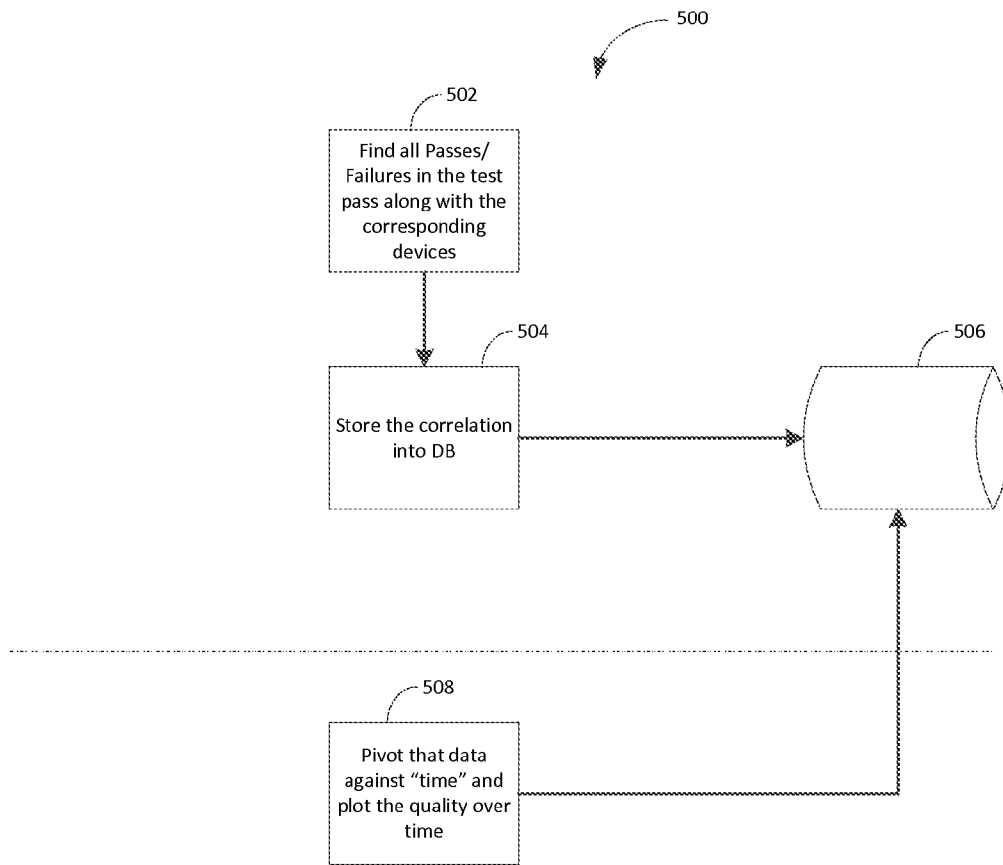 500
502
Find all Passes/
Failures in the test
pass along with the
corresponding
devices
504
Store the correlation
into DB
506
508
Pivot that data
against “time” and
plot the quality over
time